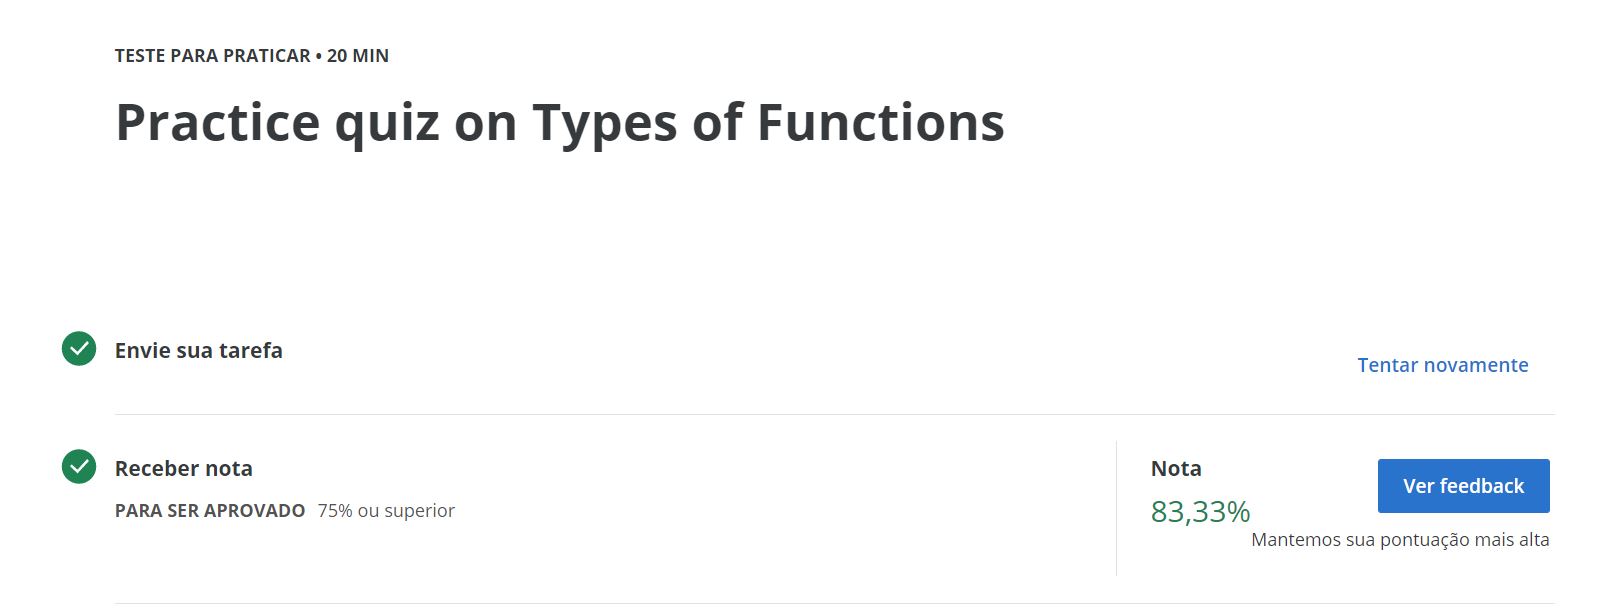 TESTE PARA PRATICAR • 20 MIN
Practice quiz on Types of Functions
Envie sua tarefa
Tentar novamente
Receber nota
PARA SER APROVADO 75% ou superior
Nota
83,33%
Ver feedback
Mantemos sua pontuação mais alta